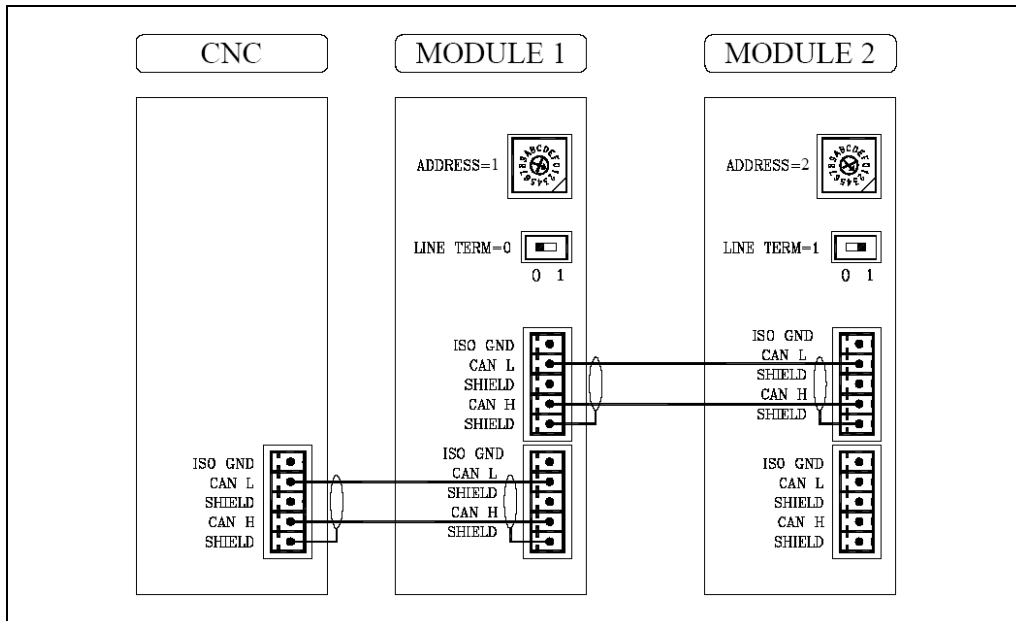 CNC
MODULE 1
MODULE 2
ADDRESS=1
ADDRESS=2
LINE TERM=0
0 1
LINE TERM=1
0 1
ISO GND
CAN L
SHIELD
CAN H
SHIELD
ISO GND
CAN L
SHIELD
CAN H
SHIELD
ISO GND
CAN L
SHIELD
CAN H
SHIELD
ISO GND
CAN L
SHIELD
CAN H
SHIELD
ISO GND
CAN L
SHIELD
CAN H
SHIELD